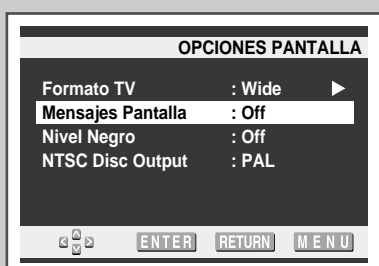 OPCIONES PANTALLA
Formato TV : Wide
Mensajes Pantalla : Off
Nivel Negro : Off
NTSC Disc Output : PAL
ENTER RETURN MENU